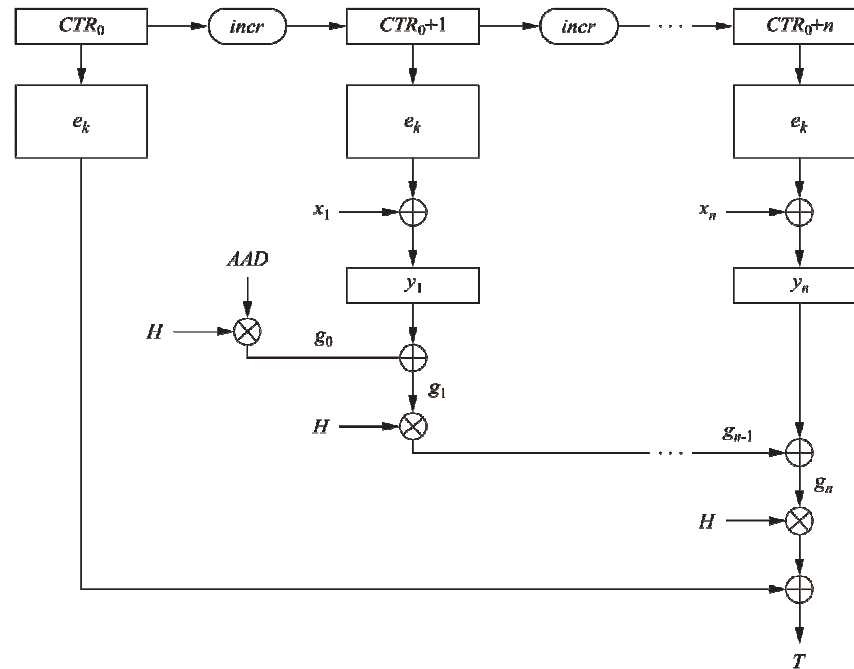 CTR₀ incr CTR₀+1 incr ... CTR₀+n
eₖ eₖ eₖ
x₁ xₙ
AAD
y₁ yₙ
H g₀
g₁
H gₙ₋₁
...
gₙ
H
T